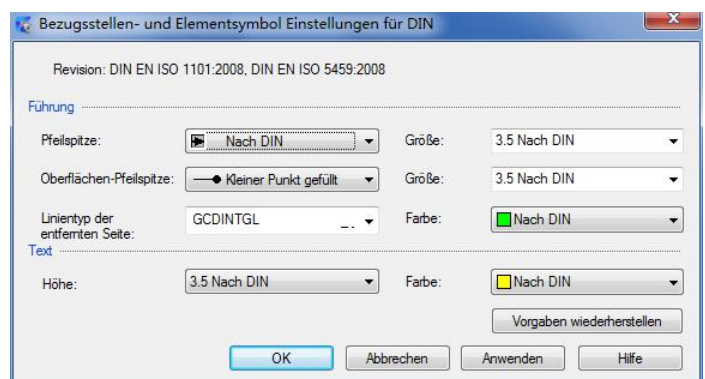 Bezugsstellen- und Elementsymbol Einstellungen für DIN
Revision: DIN EN ISO 1101:2008, DIN EN ISO 5459:2008
Führung
Pfeilspitze: Nach DIN Größe: 3.5 Nach DIN
Oberflächen-Pfeilspitze: Kleiner Punkt gefüllt Größe: 3.5 Nach DIN
Linientyp der entfernten Seite: GCDINTGL _ . Farbe: Nach DIN
Text
Höhe: 3.5 Nach DIN Farbe: Nach DIN
Vorgaben wiederherstellen
OK Abbrechen Anwenden Hilfe